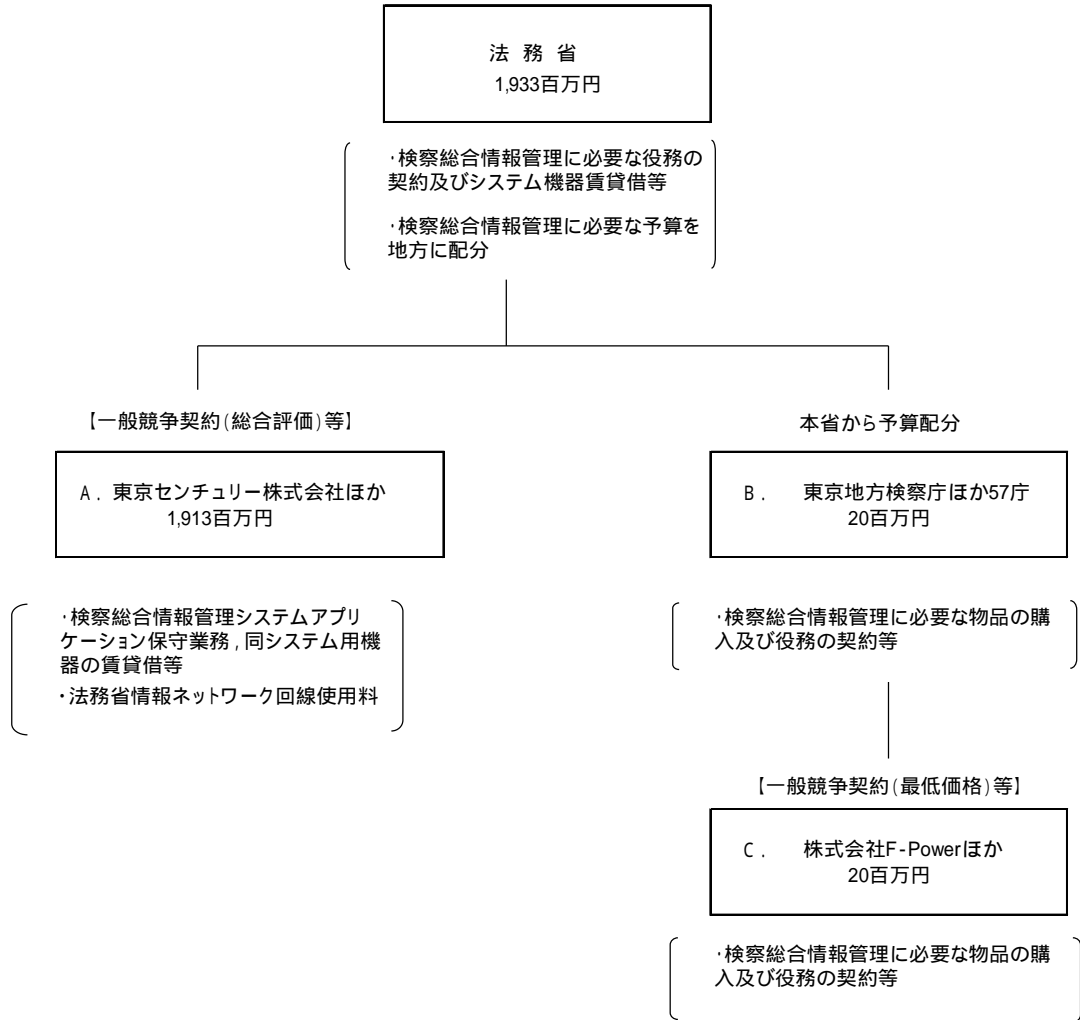 法 務 省
1,933百万円
・検察総合情報管理に必要な役務の
契約及びシステム機器賃貸借等
・検察総合情報管理に必要な予算を
地方に配分
【一般競争契約(総合評価)等】
A. 東京センチュリー株式会社ほか
1,913百万円
・検察総合情報管理システムアプリ
ケーション保守業務,同システム用機
器の賃貸借等
・法務省情報ネットワーク回線使用料
本省から予算配分
B. 東京地方検察庁ほか57庁
20百万円
・検察総合情報管理に必要な物品の購
入及び役務の契約等
【一般競争契約(最低価格)等】
C. 株式会社F-Powerほか
20百万円
・検察総合情報管理に必要な物品の購
入及び役務の契約等